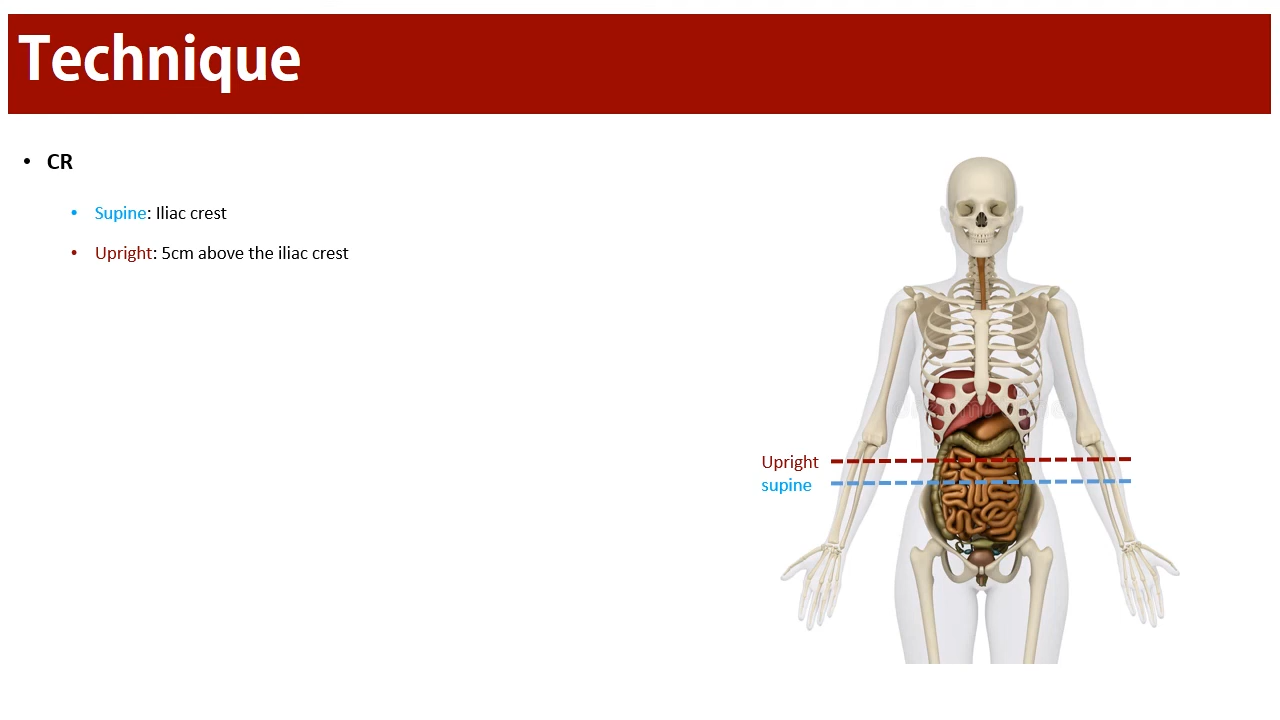 Technique
• CR
• Supine: Iliac crest
• Upright: 5cm above the iliac crest
Upright
supine